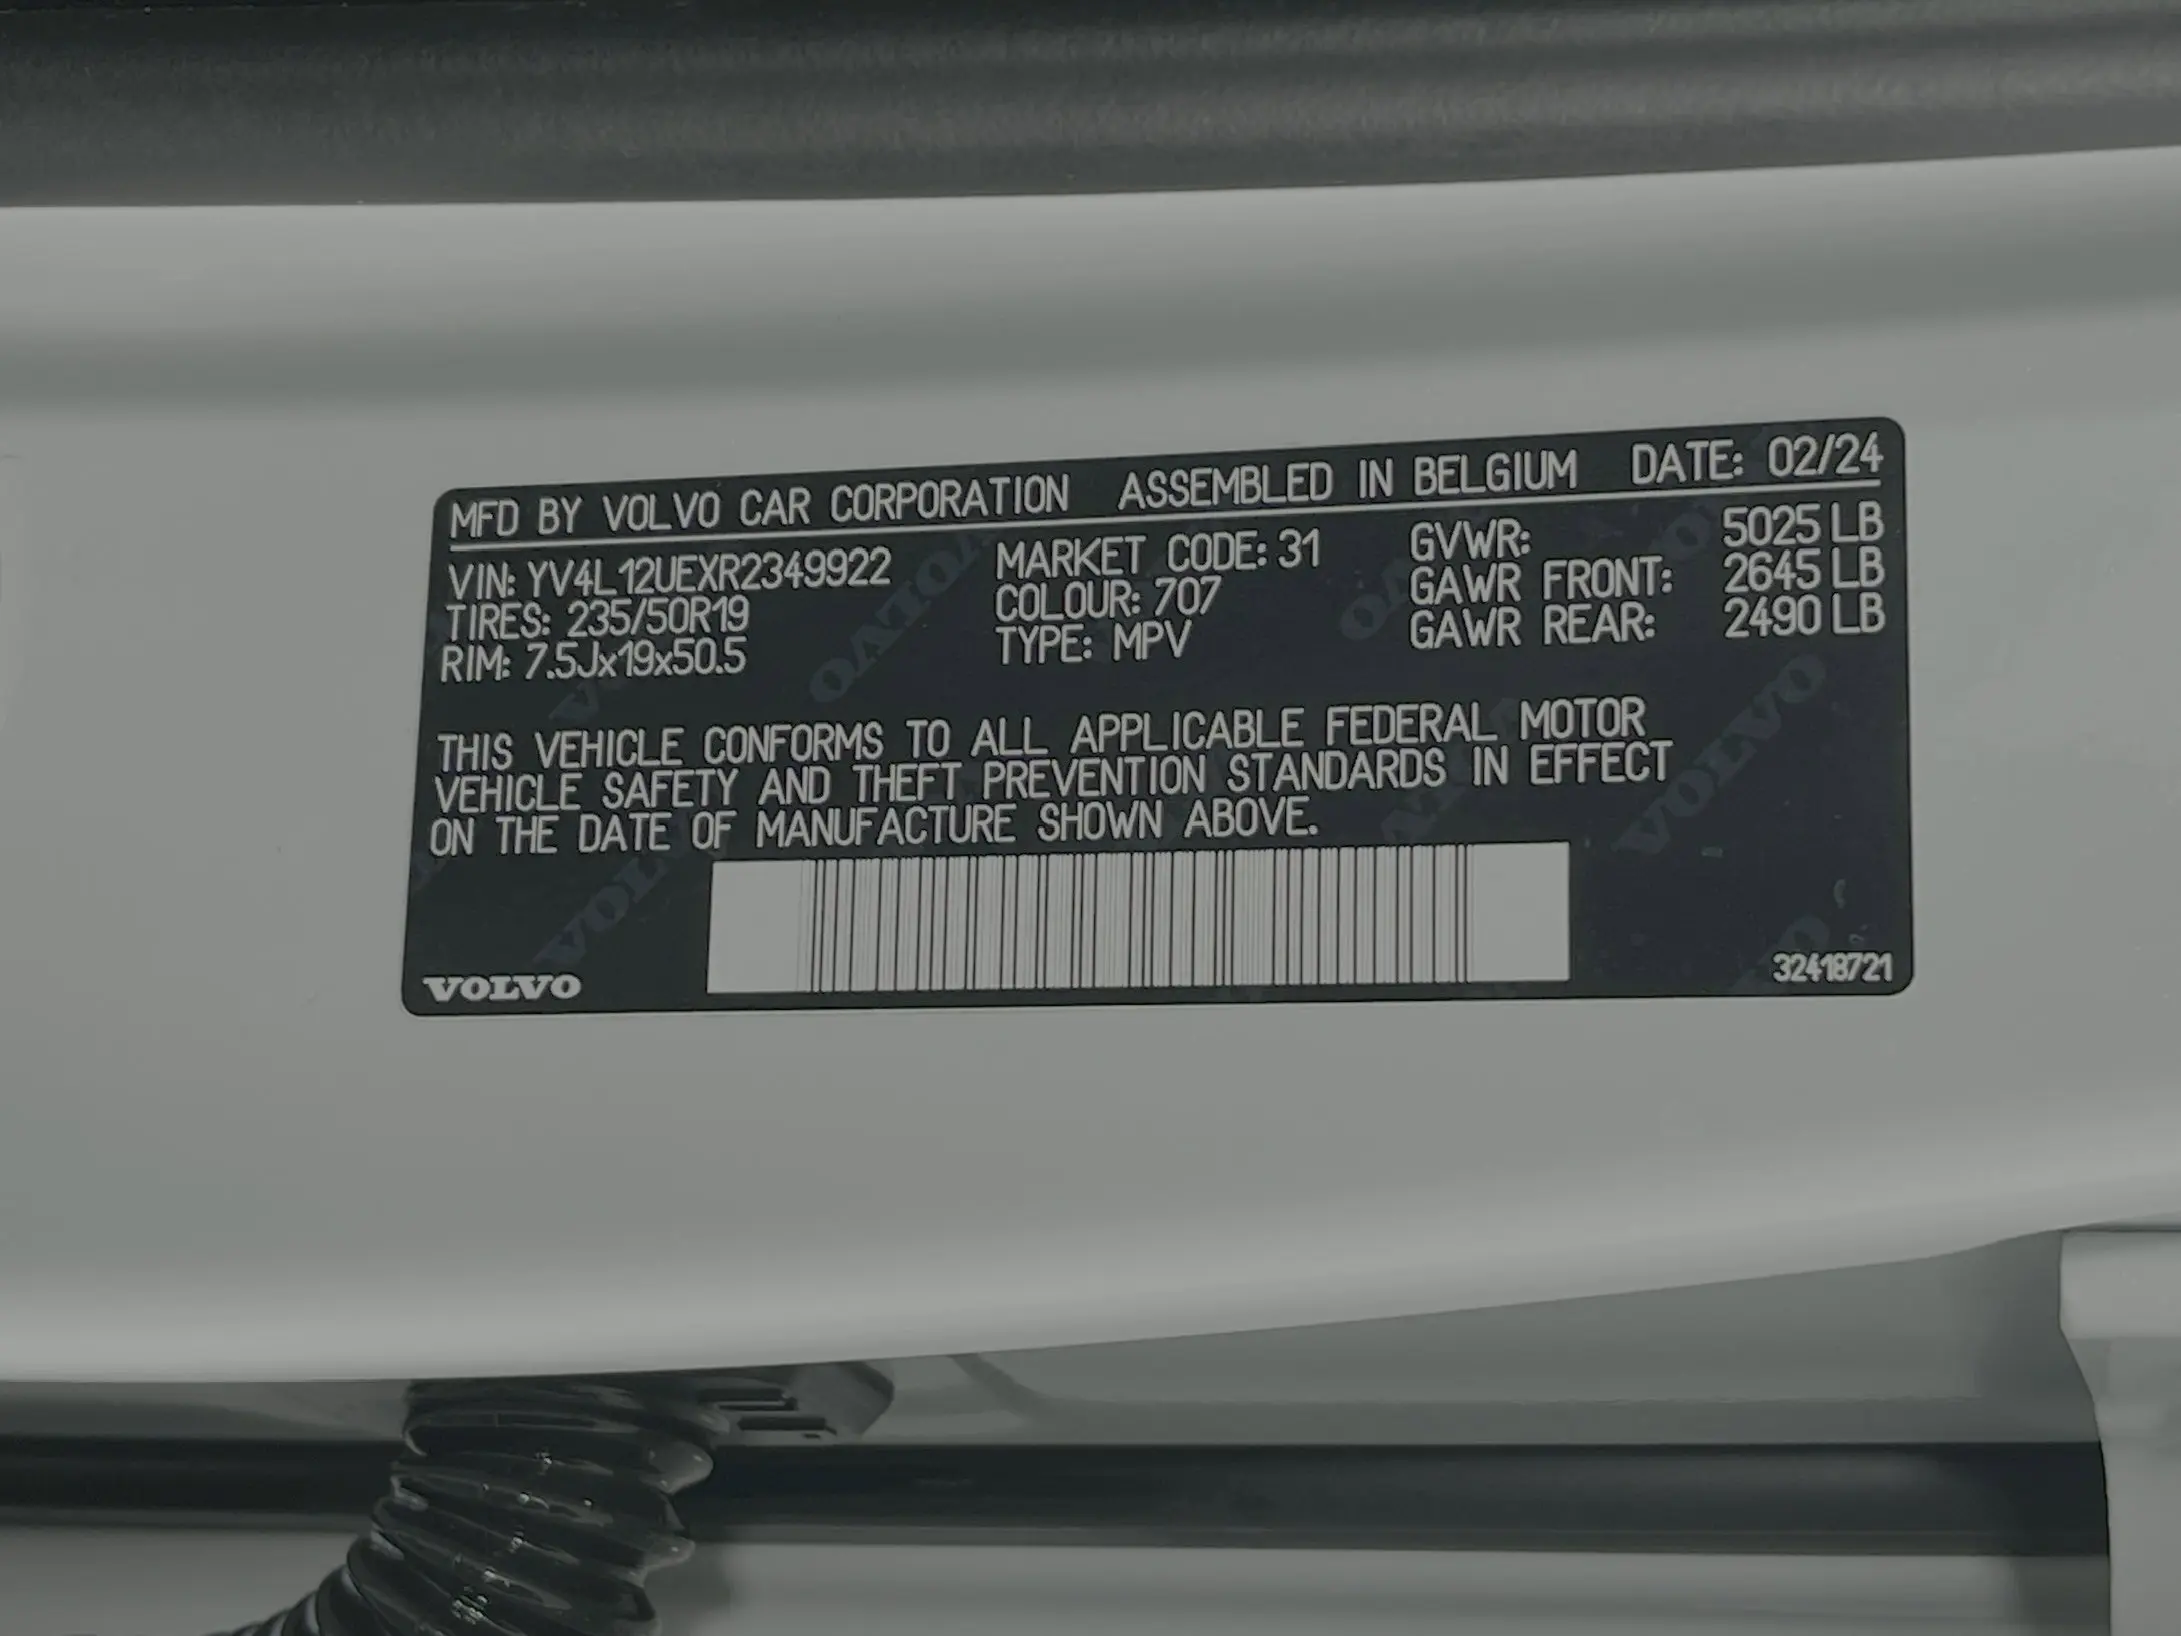 MFD BY VOLVO CAR CORPORATION ASSEMBLED IN BELGIUM DATE: 02/24
VIN: YV4L12UEXR2349922 MARKET CODE: 31 GVWR: 5025 LB
TIRES: 235/50R19 COLOUR: 707 GAWR FRONT: 2645 LB
RIM: 7.5Jx19x50.5 TYPE: MPV GAWR REAR: 2490 LB
THIS VEHICLE CONFORMS TO ALL APPLICABLE FEDERAL MOTOR
VEHICLE SAFETY AND THEFT PREVENTION STANDARDS IN EFFECT
ON THE DATE OF MANUFACTURE SHOWN ABOVE.
VOLVO 32418721